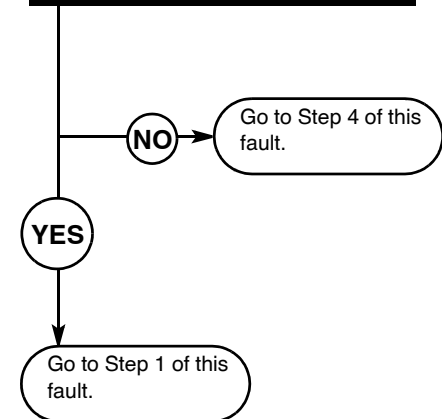 NO
Go to Step 4 of this
fault.
YES
Go to Step 1 of this
fault.